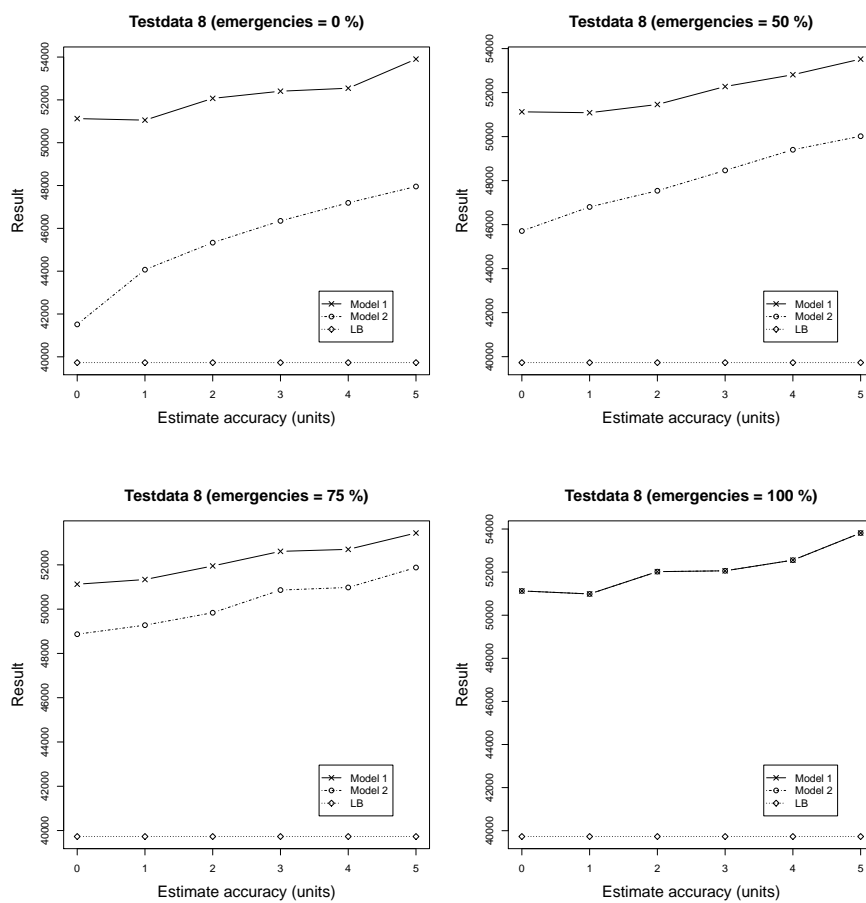 Testdata 8 (emergencies = 0 %)
Result
40000 42000 44000 46000 48000 50000 52000 54000
Model 1
Model 2
LB
0 1 2 3 4 5
Estimate accuracy (units)
Testdata 8 (emergencies = 50 %)
Result
40000 42000 44000 46000 48000 50000 52000 54000
Model 1
Model 2
LB
0 1 2 3 4 5
Estimate accuracy (units)
Testdata 8 (emergencies = 75 %)
Result
40000 42000 44000 46000 48000 50000 52000
Model 1
Model 2
LB
0 1 2 3 4 5
Estimate accuracy (units)
Testdata 8 (emergencies = 100 %)
Result
40000 42000 44000 46000 48000 50000 52000 54000
Model 1
Model 2
LB
0 1 2 3 4 5
Estimate accuracy (units)